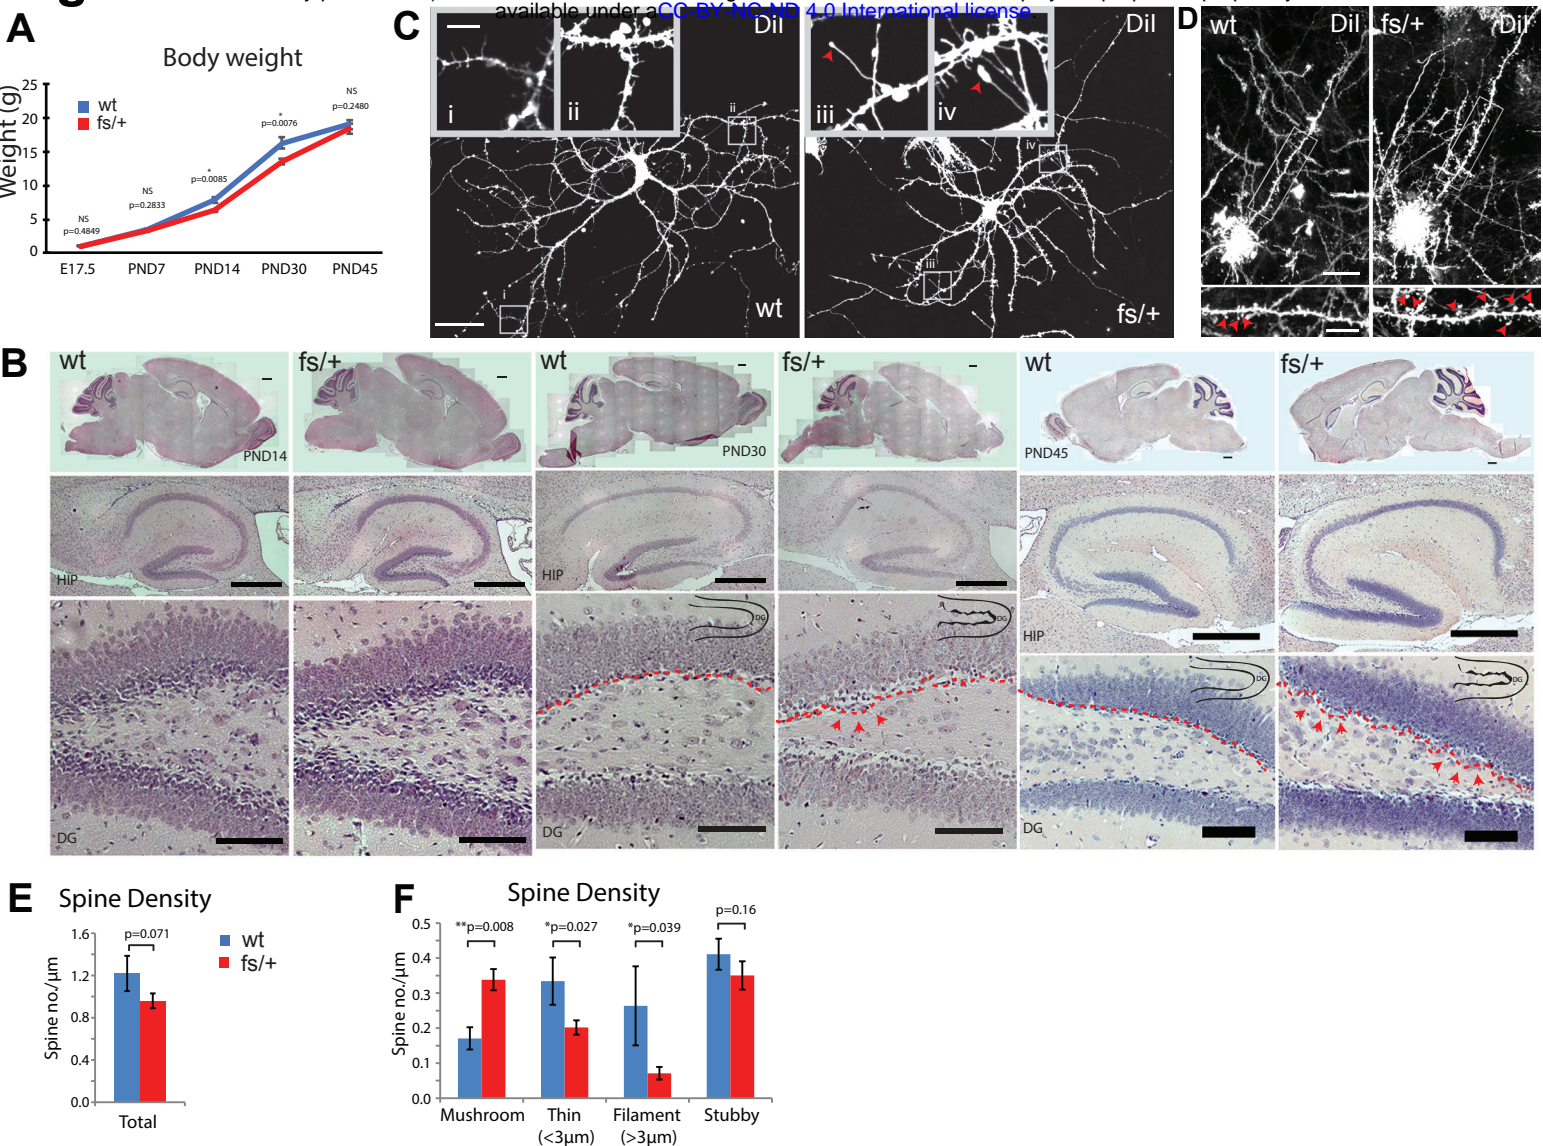 available under aCC-BY-NC-ND 4.0 International license.
A
Body weight
Weight (g)
25
20
15
10
5
0
wt
fs/+
NS
p=0.4849
NS
p=0.2833
*
p=0.0085
*
p=0.0076
NS
p=0.2480
E17.5 PND7 PND14 PND30 PND45
C
DiI
i
ii
ii
i
wt
DiI
iii
iv
iv
iii
fs/+
D
wt DiI
fs/+ DiI
B
wt
PND14
fs/+
wt
PND30
fs/+
wt
PND45
fs/+
HIP
HIP
HIP
DG
DG
DG
DG
DG
DG
DG
E
Spine Density
Spine no./µm
1.6
1.2
0.8
0.4
0.0
p=0.071
wt
fs/+
Total
F
Spine Density
Spine no./µm
0.5
0.4
0.3
0.2
0.1
0.0
**p=0.008
*p=0.027
*p=0.039
p=0.16
Mushroom Thin Filament Stubby
(<3µm) (>3µm)